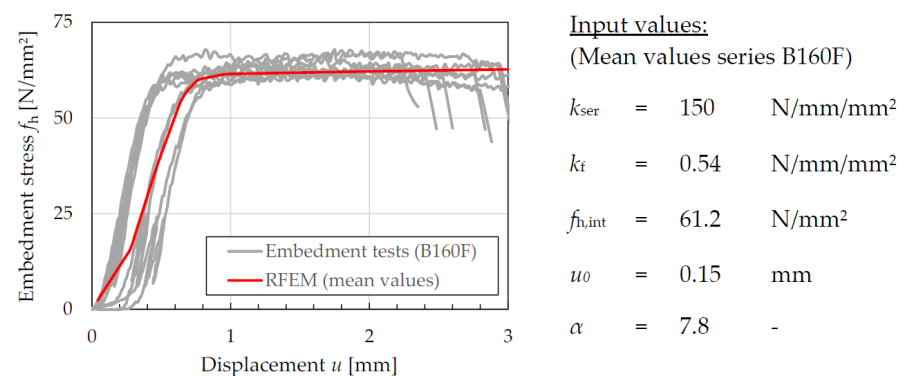 75
50
25
0
0
1
2
3
Embedment stress fh [N/mm²]
Displacement u [mm]
Embedment tests (B160F)
RFEM (mean values)
Input values:
(Mean values series B160F)
kser = 150 N/mm/mm²
kf = 0.54 N/mm/mm²
fh,int = 61.2 N/mm²
u0 = 0.15 mm
α = 7.8 -